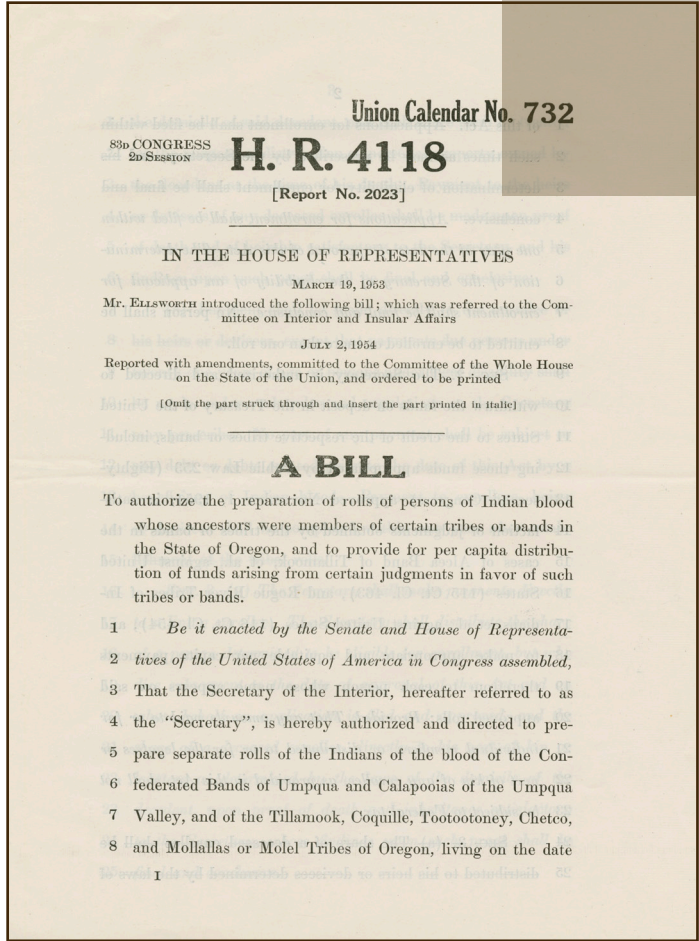 Union Calendar No. 732
83D CONGRESS
2D SESSION
H. R. 4118
[Report No. 2023]
IN THE HOUSE OF REPRESENTATIVES
MARCH 19, 1953
Mr. ELLSWORTH introduced the following bill; which was referred to the Com-
mittee on Interior and Insular Affairs
JULY 2, 1954
Reported with amendments, committed to the Committee of the Whole House
on the State of the Union, and ordered to be printed
[Omit the part struck through and insert the part printed in italic]
A BILL
To authorize the preparation of rolls of persons of Indian blood
whose ancestors were members of certain tribes or bands in
the State of Oregon, and to provide for per capita distribu-
tion of funds arising from certain judgments in favor of such
tribes or bands.
1 Be it enacted by the Senate and House of Representa-
2 tives of the United States of America in Congress assembled,
3 That the Secretary of the Interior, hereafter referred to as
4 the “Secretary”, is hereby authorized and directed to pre-
5 pare separate rolls of the Indians of the blood of the Con-
6 federated Bands of Umpqua and Calapooias of the Umpqua
7 Valley, and of the Tillamook, Coquille, Tootootoney, Chetco,
8 and Mollallas or Molel Tribes of Oregon, living on the date
I